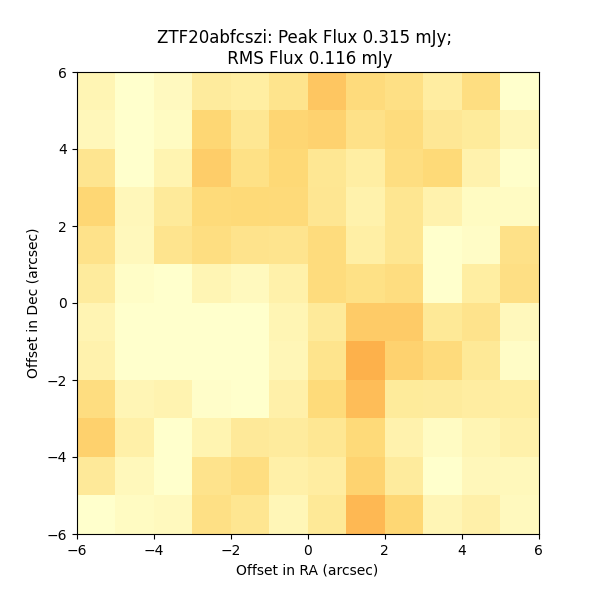 ZTF20abfcszi: Peak Flux 0.315 mJy;
RMS Flux 0.116 mJy
6
4
2
0
−2
−4
−6
Offset in Dec (arcsec)
−6 −4 −2 0 2 4 6
Offset in RA (arcsec)